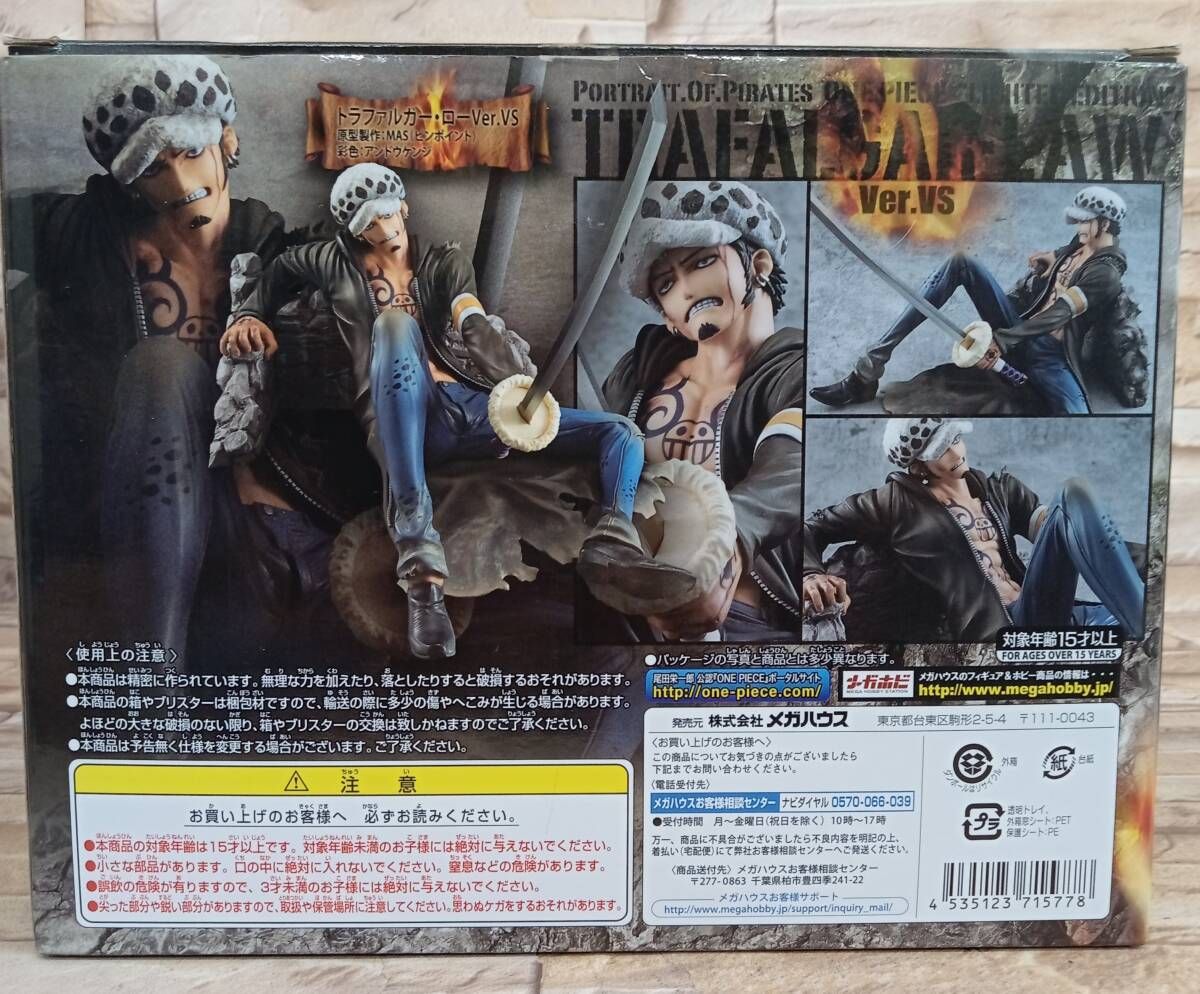 トラファルガー・ローVer.VS
原型製作：MAS（ピンポイント）
彩色：アンドウケンジ
PORTRAIT.OF.PIRATES ONE PIECE LIMITED EDITION
TRAFALGAR LAW
Ver.VS
対象年齢15才以上
FOR AGES OVER 15 YEARS
〈使用上の注意〉
●本商品は精密に作られています。無理な力を加えたり、落としたりすると破損するおそれがあります。
●本商品の箱やブリスターは梱包材ですので、輸送の際に多少の傷やへこみが生じる場合があります。
よほどの大きな破損のない限り、箱やブリスターの交換は致しかねますのでご了承ください。
●本商品は予告無く仕様を変更する場合がございます。ご了承ください。
⚠注意
お買い上げのお客様へ 必ずお読みください。
●本商品の対象年齢は15才以上です。対象年齢未満のお子様には絶対に与えないでください。
●小さな部品があります。口の中に絶対に入れないでください。窒息などの危険があります。
●誤飲の危険が有りますので、3才未満のお子様には絶対に与えないでください。
●尖った部分や鋭い部分がありますので、取扱や保管場所に注意してください。思わぬケガをするおそれがあります。
●パッケージの写真と商品とは多少異なります。
尾田栄一郎 公認『ONE PIECE』ポータルサイト
http://one-piece.com/
メガホビ
MEGA HOBBY STATION
メガハウスのフィギュア＆ホビー商品の情報は・・・
http://www.megahobby.jp/
発売元 株式会社 メガハウス 東京都台東区駒形2-5-4 〒111-0043
〈お買い上げのお客様へ〉
この商品についてお気づきの点がございましたら
下記までお問い合わせください。
〈電話受付先〉
メガハウスお客様相談センター ナビダイヤル 0570-066-039
●受付時間 月〜金曜日(祝日を除く) 10時〜17時
万一、商品に不具合がございましたら不良内容を明記の上、
着払い(宅配便)にて弊社お客様相談センターへご発送ください。
〈商品送付先〉 メガハウスお客様相談センター
〒277-0863 千葉県柏市豊四季241-22
メガハウスお客様サポート
http://www.megahobby.jp/support/inquiry_mail/
ダンボールはリサイクル
外箱
紙
台紙
プラ
透明トレイ、
外箱窓シート：PET
保護シート：PE
4 535123 715778